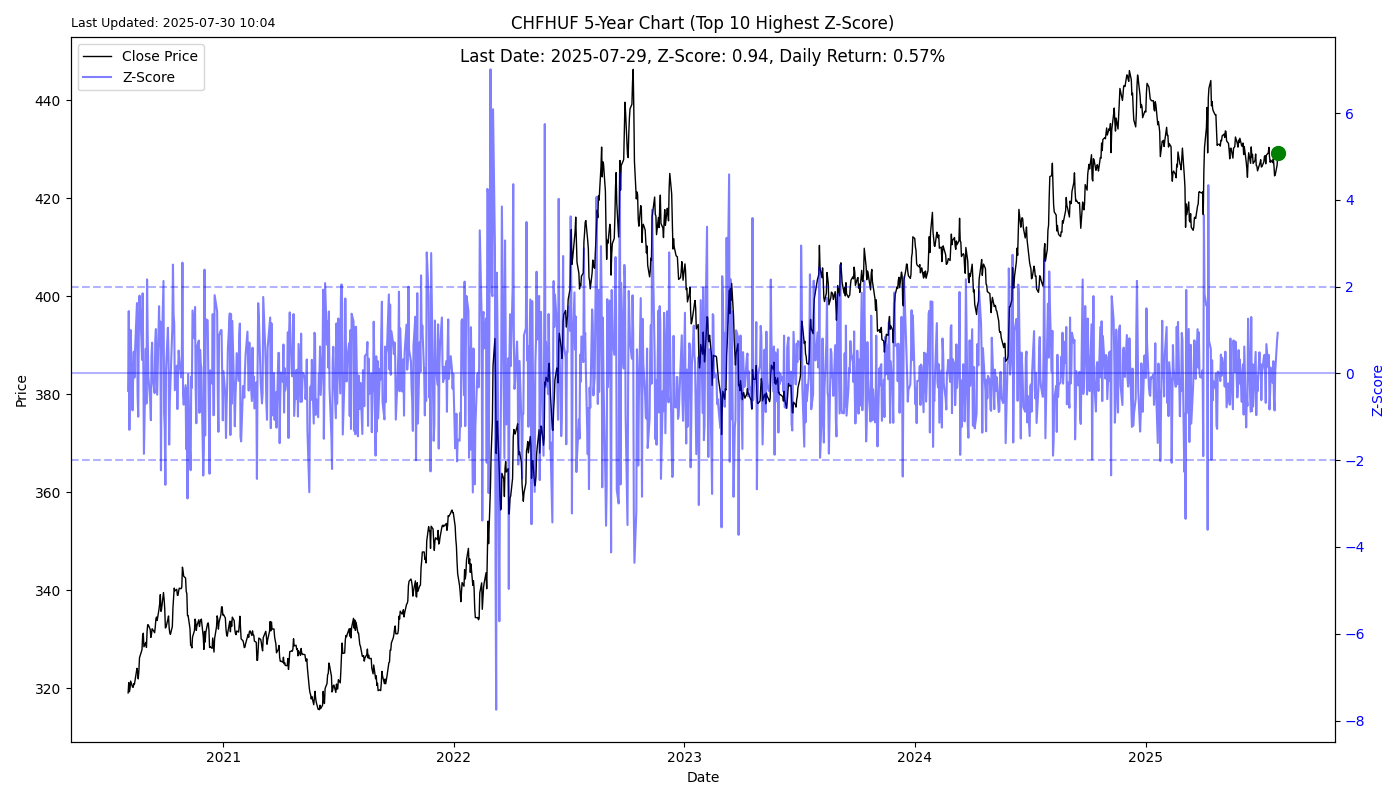 Last Updated: 2025-07-30 10:04
CHFHUF 5-Year Chart (Top 10 Highest Z-Score)
Last Date: 2025-07-29, Z-Score: 0.94, Daily Return: 0.57%
Close Price
Z-Score
440
420
400
380
360
340
320
Price
6
4
2
0
−2
−4
−6
−8
Z-Score
2021
2022
2023
2024
2025
Date